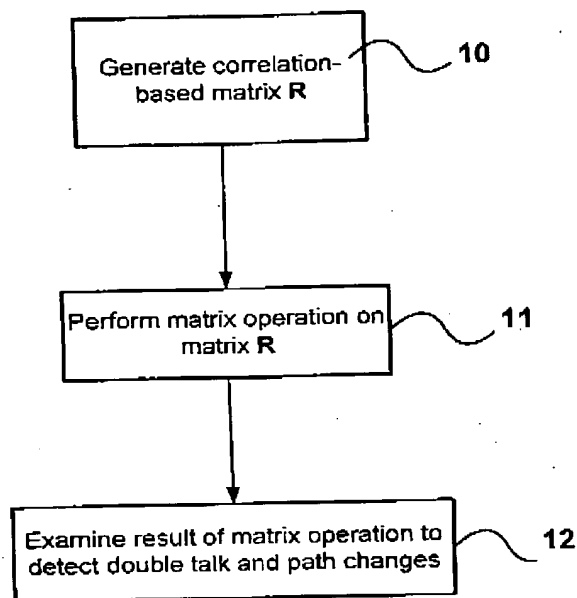 Generate correlation-
based matrix R
10
Perform matrix operation on
matrix R
11
Examine result of matrix operation to
detect double talk and path changes
12